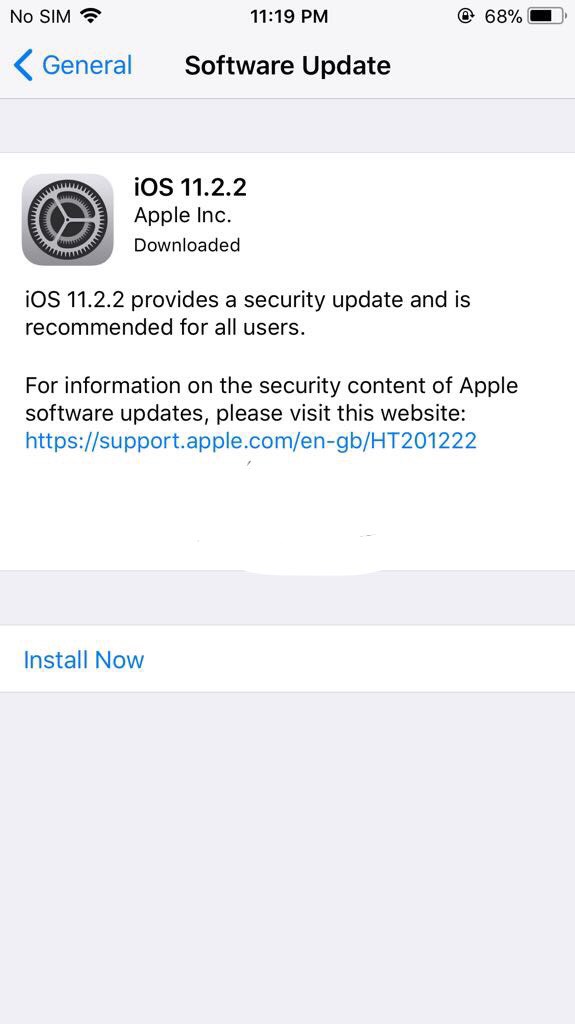 No SIM 11:19 PM 68%
General Software Update
iOS 11.2.2
Apple Inc.
Downloaded
iOS 11.2.2 provides a security update and is
recommended for all users.
For information on the security content of Apple
software updates, please visit this website:
https://support.apple.com/en-gb/HT201222
Install Now